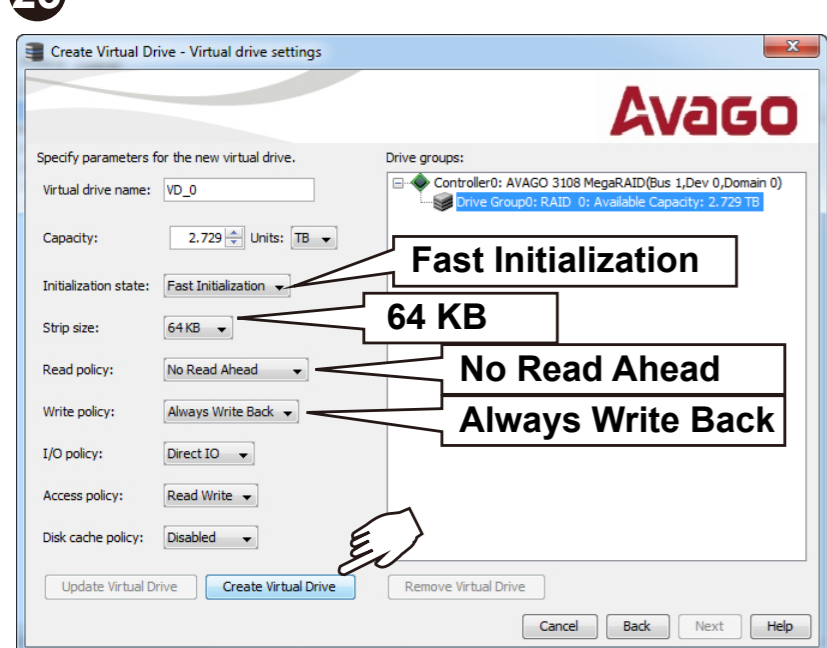 Create Virtual Drive - Virtual drive settings
Avago
Specify parameters for the new virtual drive.
Drive groups:
Virtual drive name: VD_0
Controller0: AVAGO 3108 MegaRAID(Bus 1,Dev 0,Domain 0)
Drive Group0: RAID 0: Available Capacity: 2.729 TB
Capacity: 2.729 Units: TB
Fast Initialization
Initialization state: Fast Initialization
64 KB
Strip size: 64 KB
No Read Ahead
Read policy: No Read Ahead
Always Write Back
Write policy: Always Write Back
I/O policy: Direct IO
Access policy: Read Write
Disk cache policy: Disabled
Update Virtual Drive Create Virtual Drive Remove Virtual Drive
Cancel Back Next Help